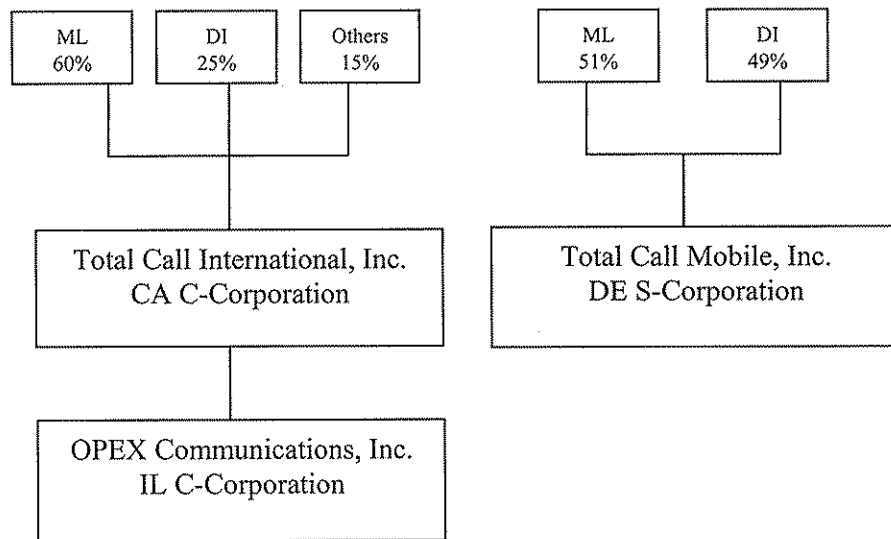 ML
60%
DI
25%
Others
15%
ML
51%
DI
49%
Total Call International, Inc.
CA C-Corporation
Total Call Mobile, Inc.
DE S-Corporation
OPEX Communications, Inc.
IL C-Corporation